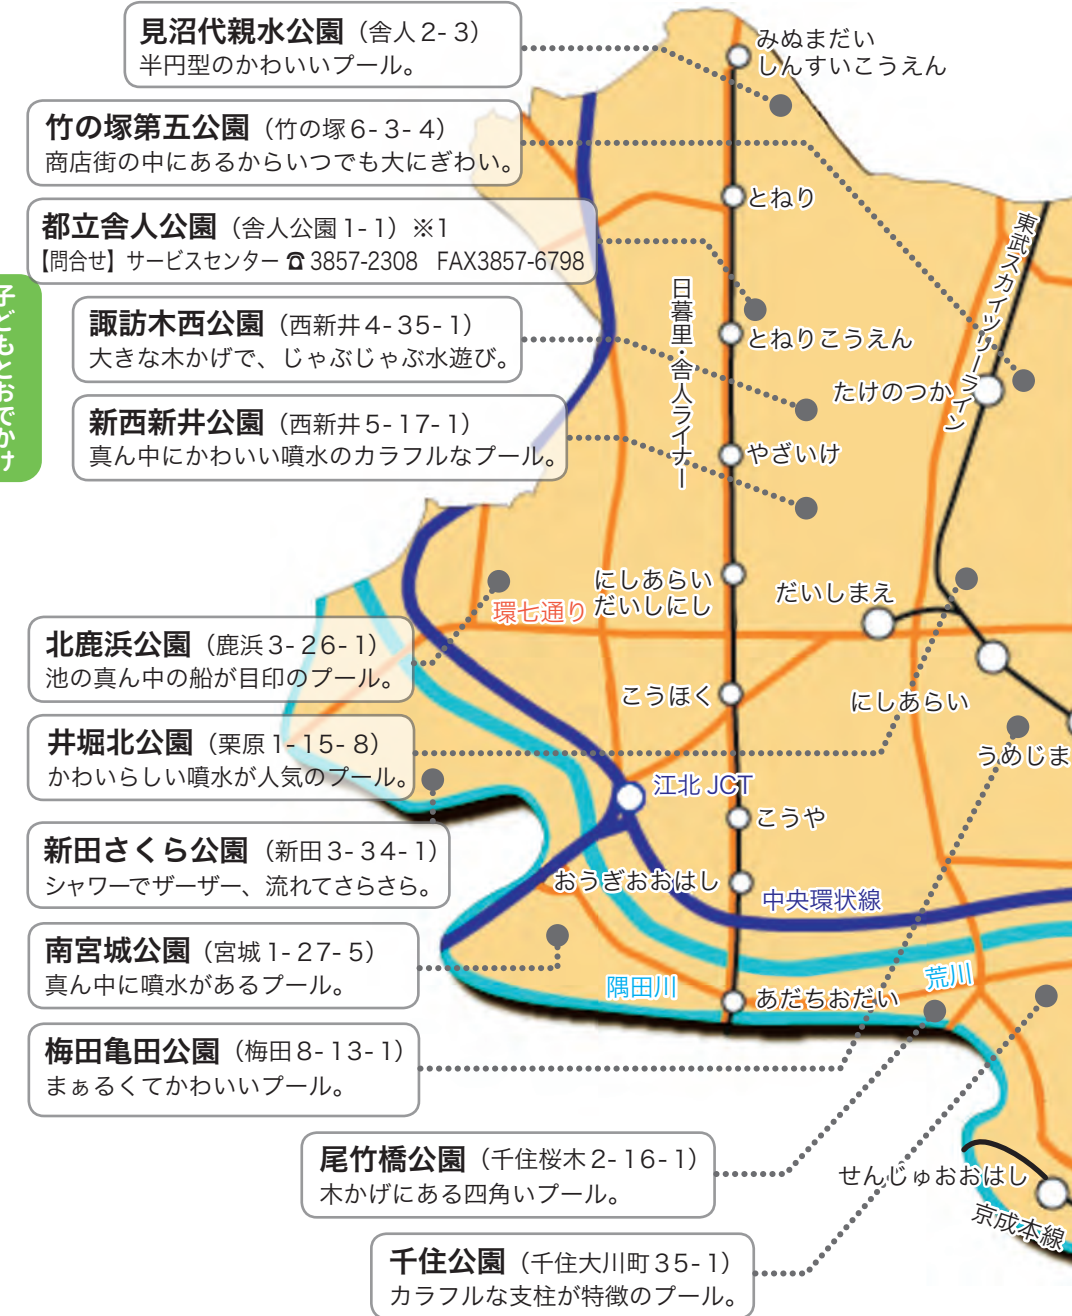 見沼代親水公園（舎人2-3）
半円型のかわいいプール。
竹の塚第五公園（竹の塚6-3-4）
商店街の中にあるからいつでも大にぎわい。
都立舎人公園（舎人公園1-1）※1
【問合せ】サービスセンター ☎3857-2308　FAX3857-6798
諏訪木西公園（西新井4-35-1）
大きな木かげで、じゃぶじゃぶ水遊び。
新西新井公園（西新井5-17-1）
真ん中にかわいい噴水のカラフルなプール。
北鹿浜公園（鹿浜3-26-1）
池の真ん中の船が目印のプール。
井堀北公園（栗原1-15-8）
かわいらしい噴水が人気のプール。
新田さくら公園（新田3-34-1）
シャワーでザーザー、流れてさらさら。
南宮城公園（宮城1-27-5）
真ん中に噴水があるプール。
梅田亀田公園（梅田8-13-1）
まぁるくてかわいいプール。
尾竹橋公園（千住桜木2-16-1）
木かげにある四角いプール。
千住公園（千住大川町35-1）
カラフルな支柱が特徴のプール。
子どもとおでかけ
みぬまだい
しんすいこうえん
とねり
とねりこうえん
やざいけ
にしあらい
だいしにし
こうほく
こうや
おうぎおおはし
あだちおだい
日暮里・舎人ライナー
東武スカイツリーライン
たけのつか
だいしまえ
にしあらい
うめじま
環七通り
江北JCT
中央環状線
隅田川
荒川
せんじゅおおはし
京成本線